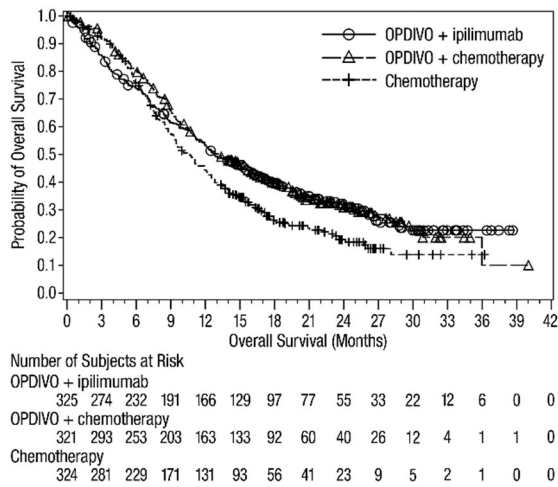 OPDIVO + ipilimumab
OPDIVO + chemotherapy
Chemotherapy
Probability of Overall Survival
1.0
0.9
0.8
0.7
0.6
0.5
0.4
0.3
0.2
0.1
0.0
0 3 6 9 12 15 18 21 24 27 30 33 36 39 42
Overall Survival (Months)
Number of Subjects at Risk
OPDIVO + ipilimumab
325 274 232 191 166 129 97 77 55 33 22 12 6 0 0
OPDIVO + chemotherapy
321 293 253 203 163 133 92 60 40 26 12 4 1 1 0
Chemotherapy
324 281 229 171 131 93 56 41 23 9 5 2 1 0 0